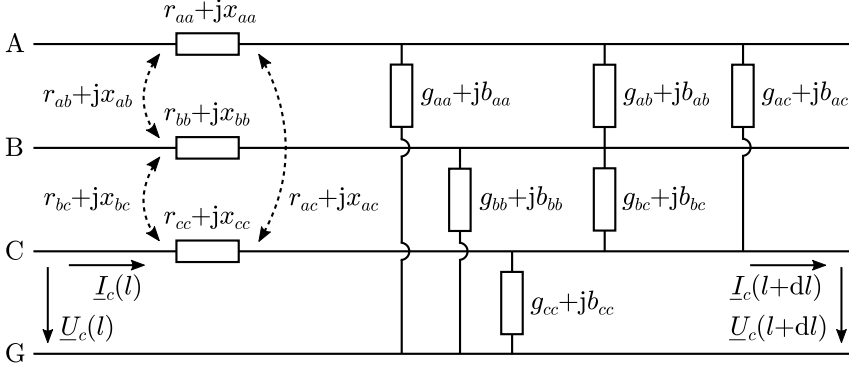 r_aa+jx_aa
A
r_ab+jx_ab
g_aa+jb_aa
g_ab+jb_ab
g_ac+jb_ac
r_bb+jx_bb
B
r_bc+jx_bc
r_ac+jx_ac
g_bb+jb_bb
g_bc+jb_bc
r_cc+jx_cc
C
I_c(l)
I_c(l+dl)
g_cc+jb_cc
U_c(l)
U_c(l+dl)
G